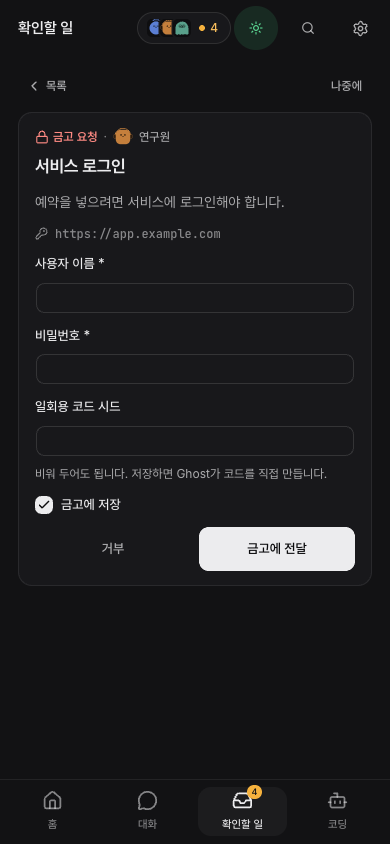 확인할 일
4
목록
나중에
금고 요청 · 연구원
서비스 로그인
예약을 넣으려면 서비스에 로그인해야 합니다.
https://app.example.com
사용자 이름 *
비밀번호 *
일회용 코드 시드
비워 두어도 됩니다. 저장하면 Ghost가 코드를 직접 만듭니다.
금고에 저장
거부
금고에 전달
4
홈
대화
확인할 일
코딩